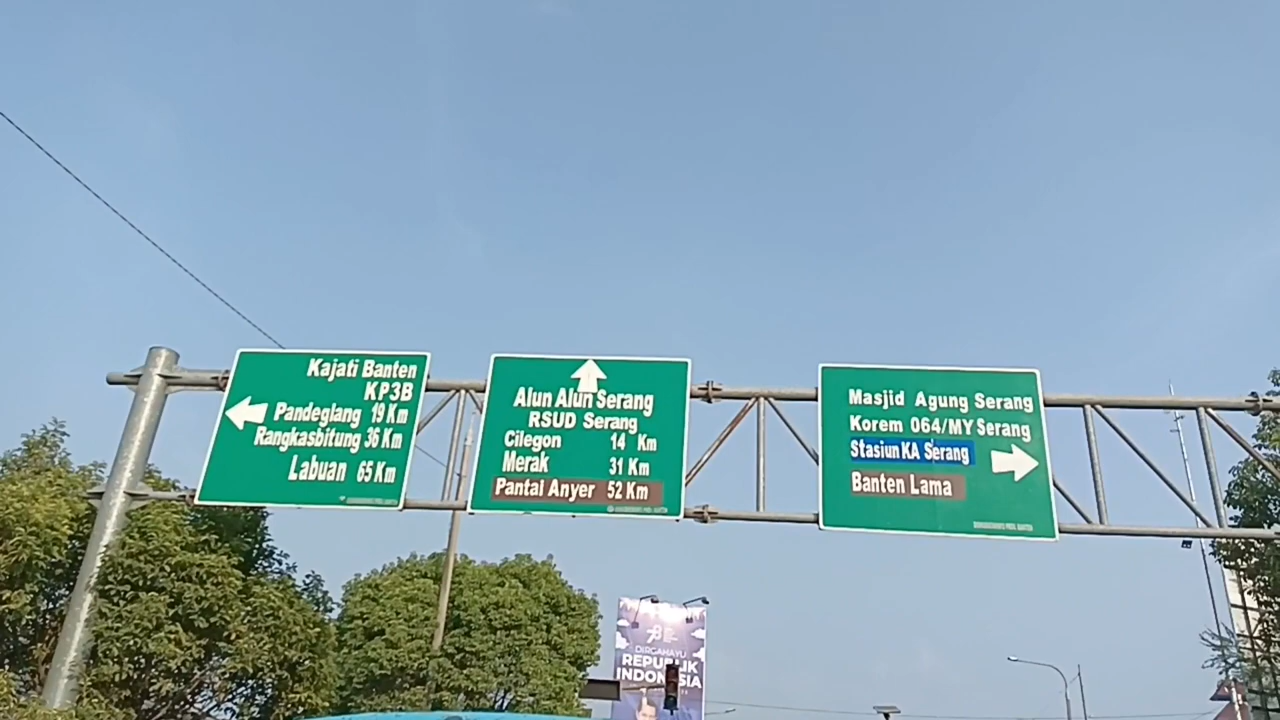 Kajati Banten
KP3B
Pandeglang 19 Km
Rangkasbitung 36 Km
Labuan 65 Km
Alun Alun Serang
RSUD Serang
Cilegon 14 Km
Merak 31 Km
Pantai Anyer 52 Km
Masjid Agung Serang
Korem 064/MY Serang
Stasiun KA Serang
Banten Lama
78
DIRGAHAYU
REPUBLIK
INDONESIA